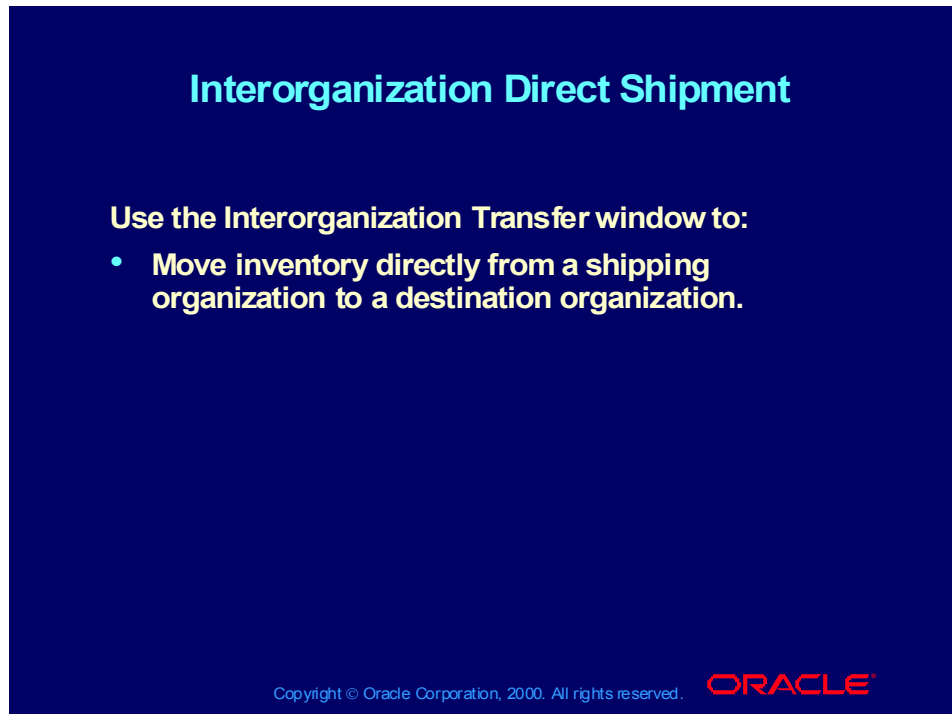 Interorganization Direct Shipment
Use the Interorganization Transfer window to:
• Move inventory directly from a shipping
organization to a destination organization.
Copyright © Oracle Corporation, 2000. All rights reserved.
ORACLE®